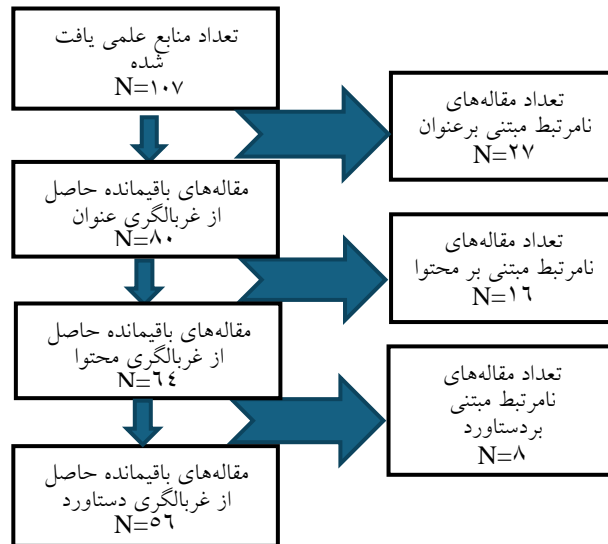 تعداد منابع علمی یافت
شده
N=۱۰۷
تعداد مقاله‌های
نامرتبط مبتنی برعنوان
N=۲۷
مقاله‌های باقیمانده حاصل
از غربالگری عنوان
N=۸۰
تعداد مقاله‌های
نامرتبط مبتنی بر محتوا
N=۱۶
مقاله‌های باقیمانده حاصل
از غربالگری محتوا
N=٦٤
تعداد مقاله‌های
نامرتبط مبتنی
بردستاورد
N=۸
مقاله‌های باقیمانده حاصل
از غربالگری دستاورد
N=٥٦